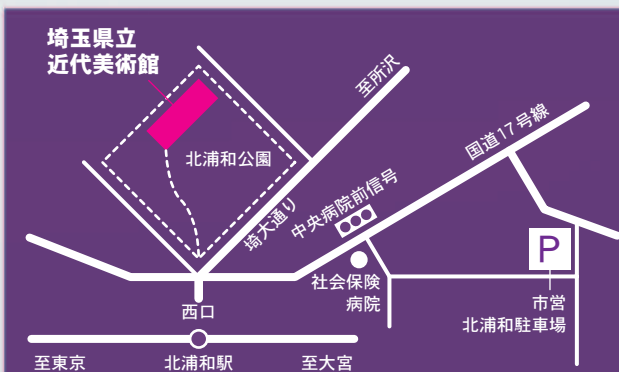 埼玉県立
近代美術館
至所沢
国道17号線
北浦和公園
埼大通り
中央病院前信号
P
社会保険
病院
市営
北浦和駐車場
西口
至東京
北浦和駅
至大宮